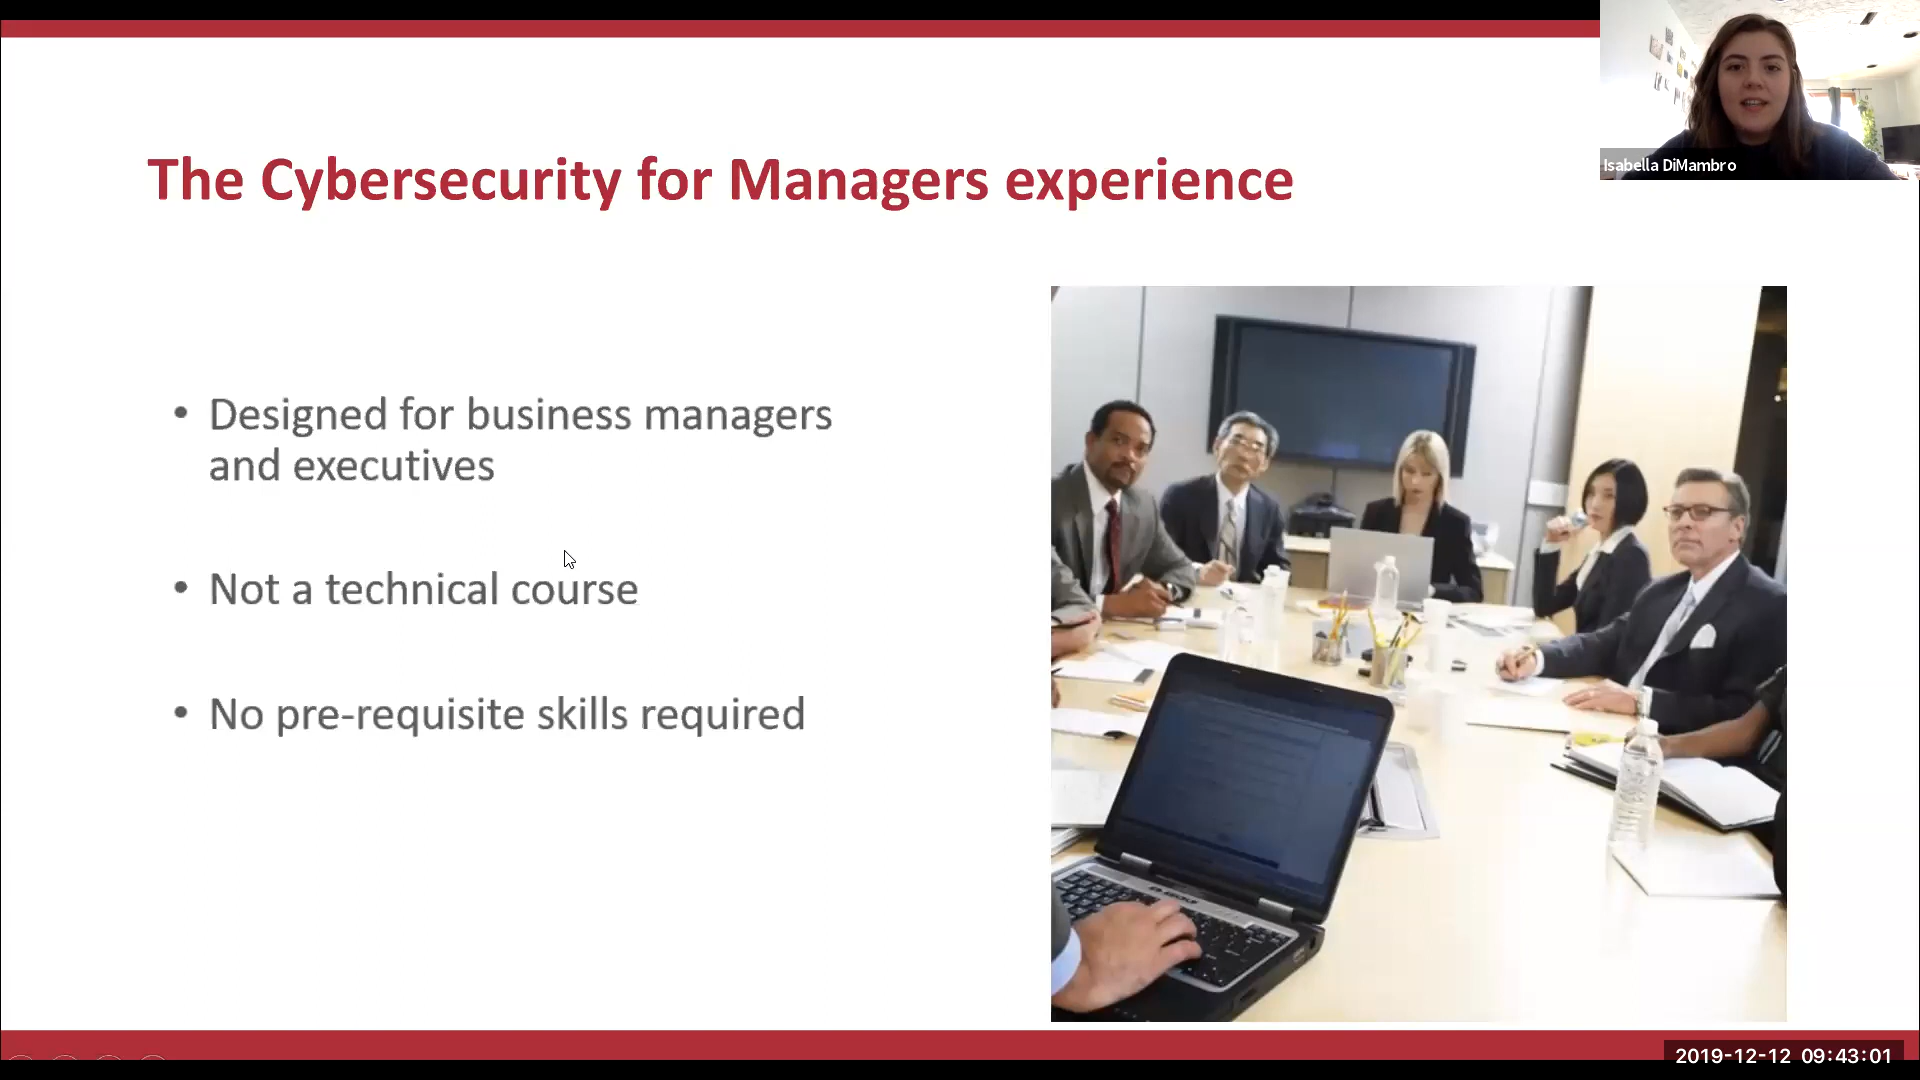 The Cybersecurity for Managers experience
Isabella DiMambro
• Designed for business managers
and executives
• Not a technical course
• No pre-requisite skills required
2019-12-12 09:43:01